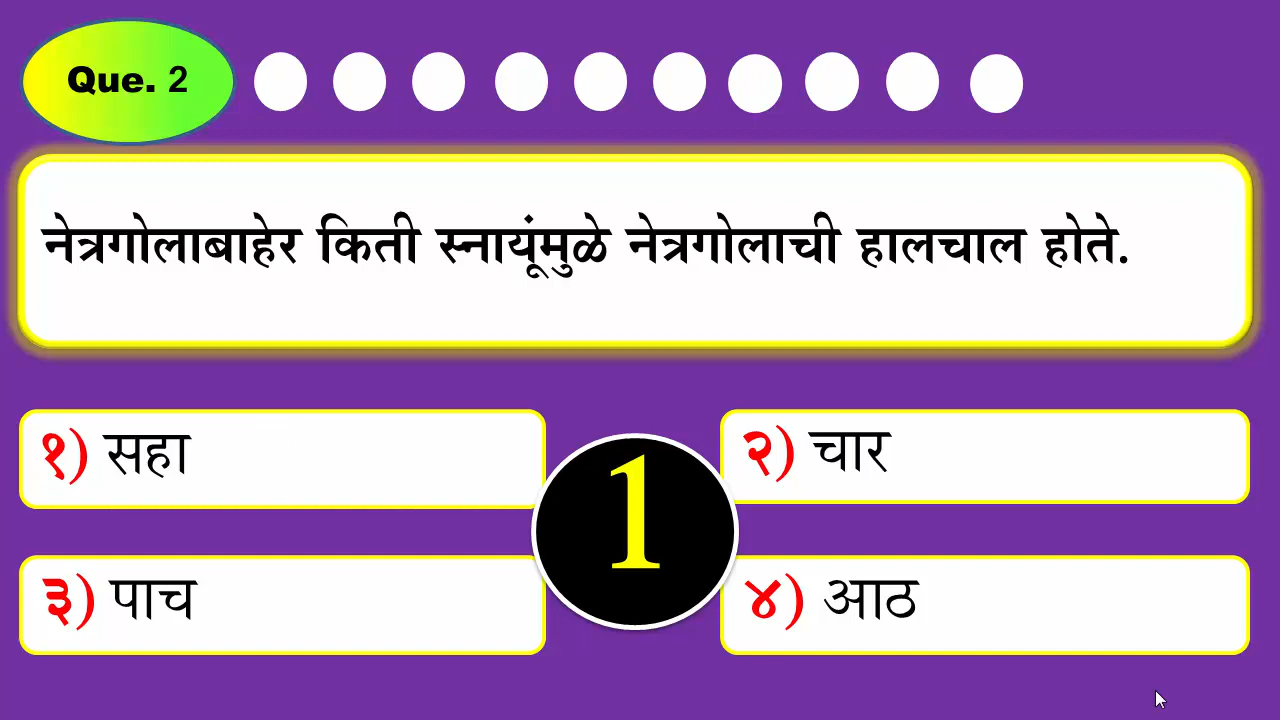 Que. 2
नेत्रगोलाबाहेर किती स्नायूंमुळे नेत्रगोलाची हालचाल होते.
१) सहा
२) चार
1
३) पाच
४) आठ